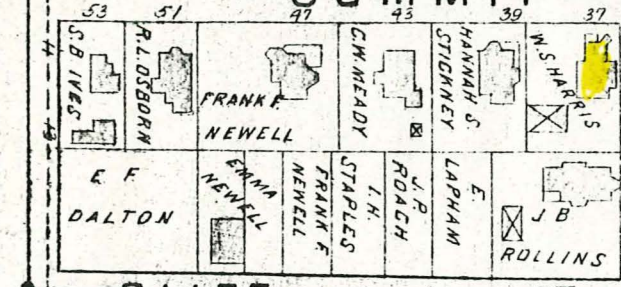 53 51 47 43 39 37
S B IVES
R.L. OSBORN
FRANK F.
NEWELL
C.W. MEADY
HANNAH S.
STICKNEY
W.S HARRIS
E F
DALTON
EMMA
NEWELL
FRANK F
NEWELL
I. H.
STAPLES
J. P.
ROACH
E.
LAPHAM
J B
ROLLINS